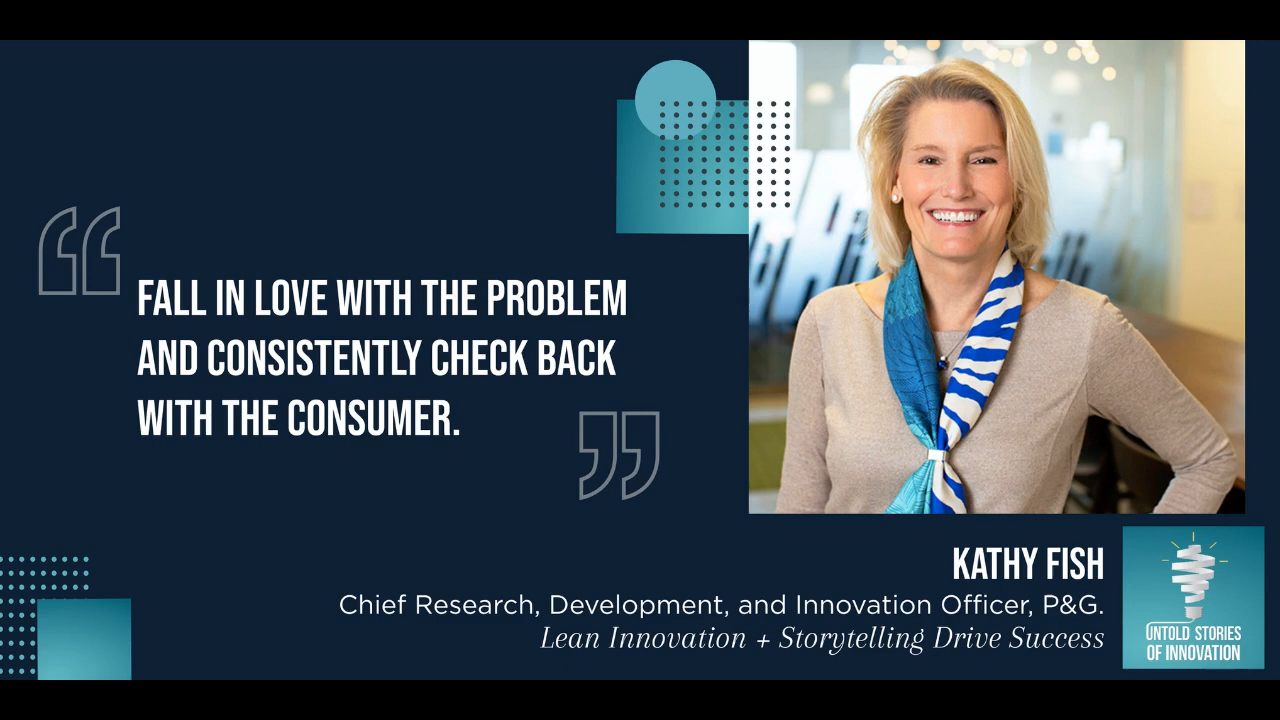 FALL IN LOVE WITH THE PROBLEM
AND CONSISTENTLY CHECK BACK
WITH THE CONSUMER.
KATHY FISH
Chief Research, Development, and Innovation Officer, P&G.
Lean Innovation + Storytelling Drive Success
UNTOLD STORIES
OF INNOVATION